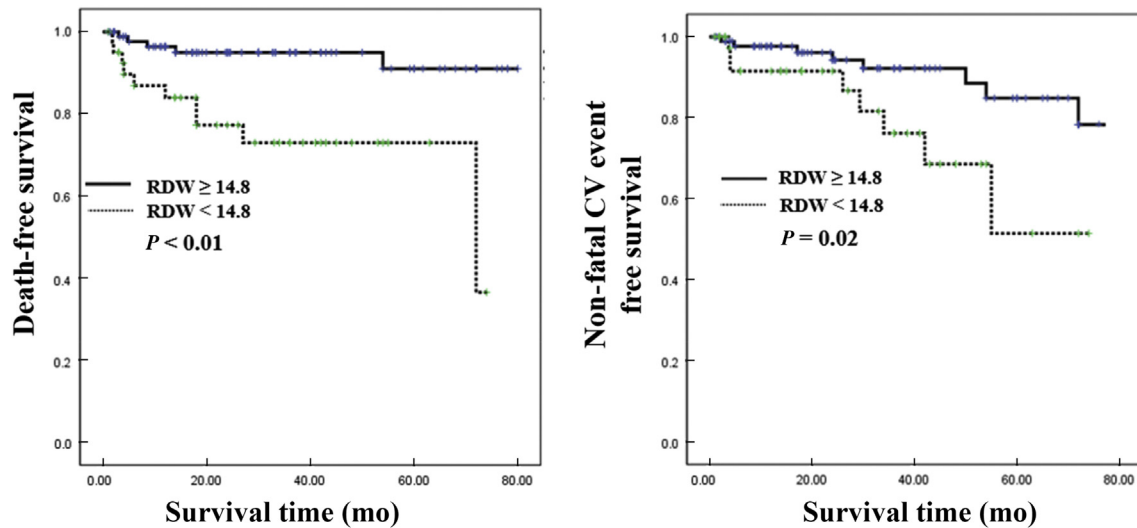 Death-free survival
1.0
0.8
0.6
0.4
0.2
0.0
RDW ≥ 14.8
RDW < 14.8
P < 0.01
0.00 20.00 40.00 60.00 80.00
Survival time (mo)
Non-fatal CV event
free survival
1.0
0.8
0.6
0.4
0.2
0.0
RDW ≥ 14.8
RDW < 14.8
P = 0.02
0.00 20.00 40.00 60.00 80.00
Survival time (mo)